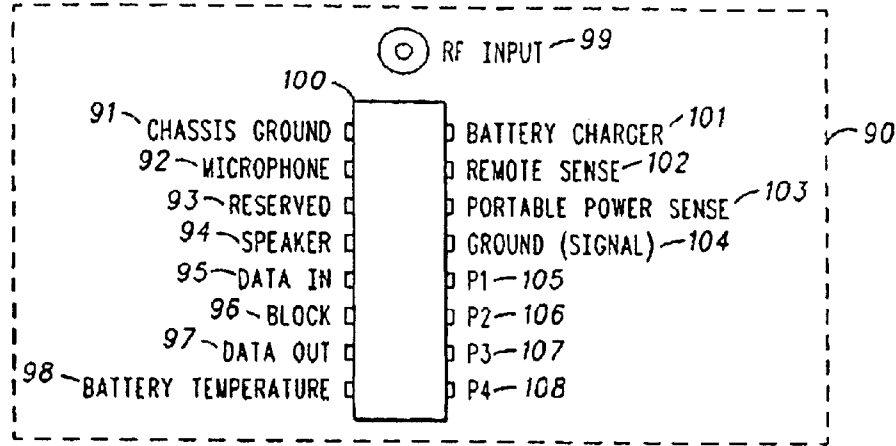 RF INPUT 99
100
91 CHASSIS GROUND BATTERY CHARGER 101
90
92 MICROPHONE REMOTE SENSE 102
93 RESERVED PORTABLE POWER SENSE 103
94 SPEAKER GROUND (SIGNAL) 104
95 DATA IN P1 105
96 BLOCK P2 106
97 DATA OUT P3 107
98 BATTERY TEMPERATURE P4 108